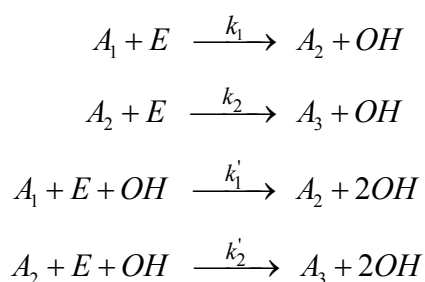 A₁ + E —k₁→ A₂ + OH
A₂ + E —k₂→ A₃ + OH
A₁ + E + OH —k₁'→ A₂ + 2OH
A₂ + E + OH —k₂'→ A₃ + 2OH